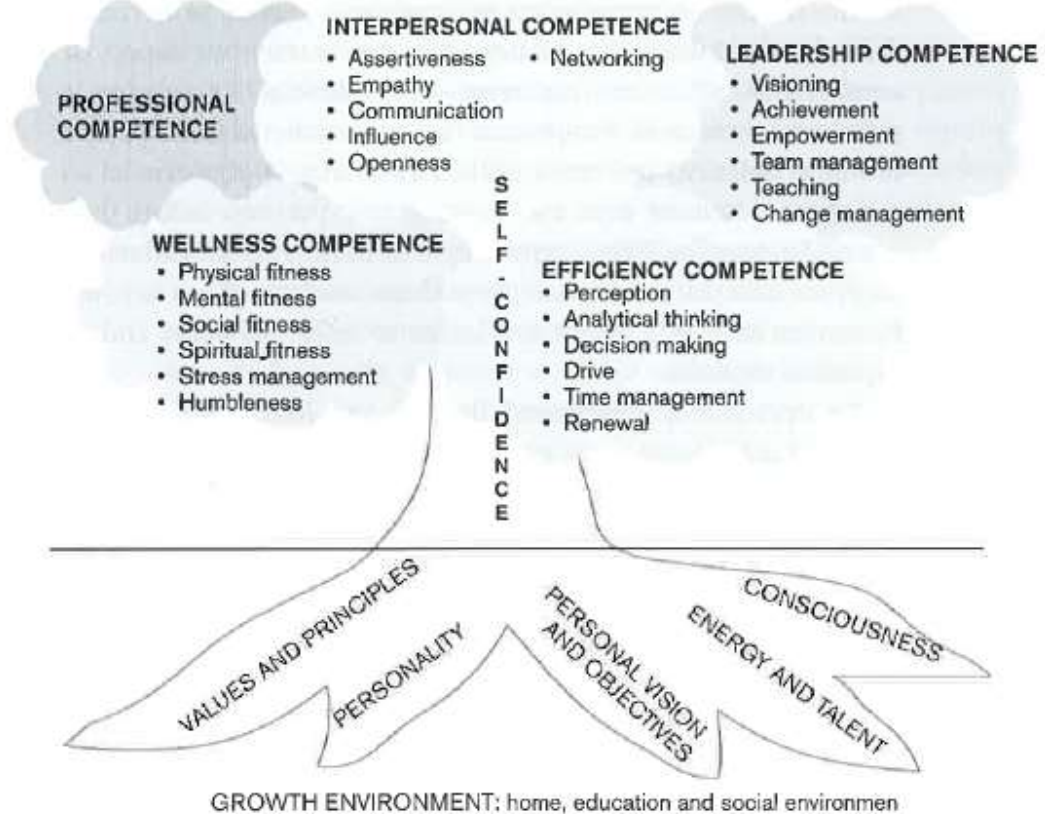 INTERPERSONAL COMPETENCE
• Assertiveness • Networking
• Empathy
• Communication
• Influence
• Openness
LEADERSHIP COMPETENCE
• Visioning
• Achievement
• Empowerment
• Team management
• Teaching
• Change management
PROFESSIONAL
COMPETENCE
SELF-CONFIDENCE
WELLNESS COMPETENCE
• Physical fitness
• Mental fitness
• Social fitness
• Spiritual fitness
• Stress management
• Humbleness
EFFICIENCY COMPETENCE
• Perception
• Analytical thinking
• Decision making
• Drive
• Time management
• Renewal
VALUES AND PRINCIPLES
PERSONALITY
PERSONAL VISION
AND OBJECTIVES
ENERGY AND TALENT
CONSCIOUSNESS
GROWTH ENVIRONMENT: home, education and social environmen